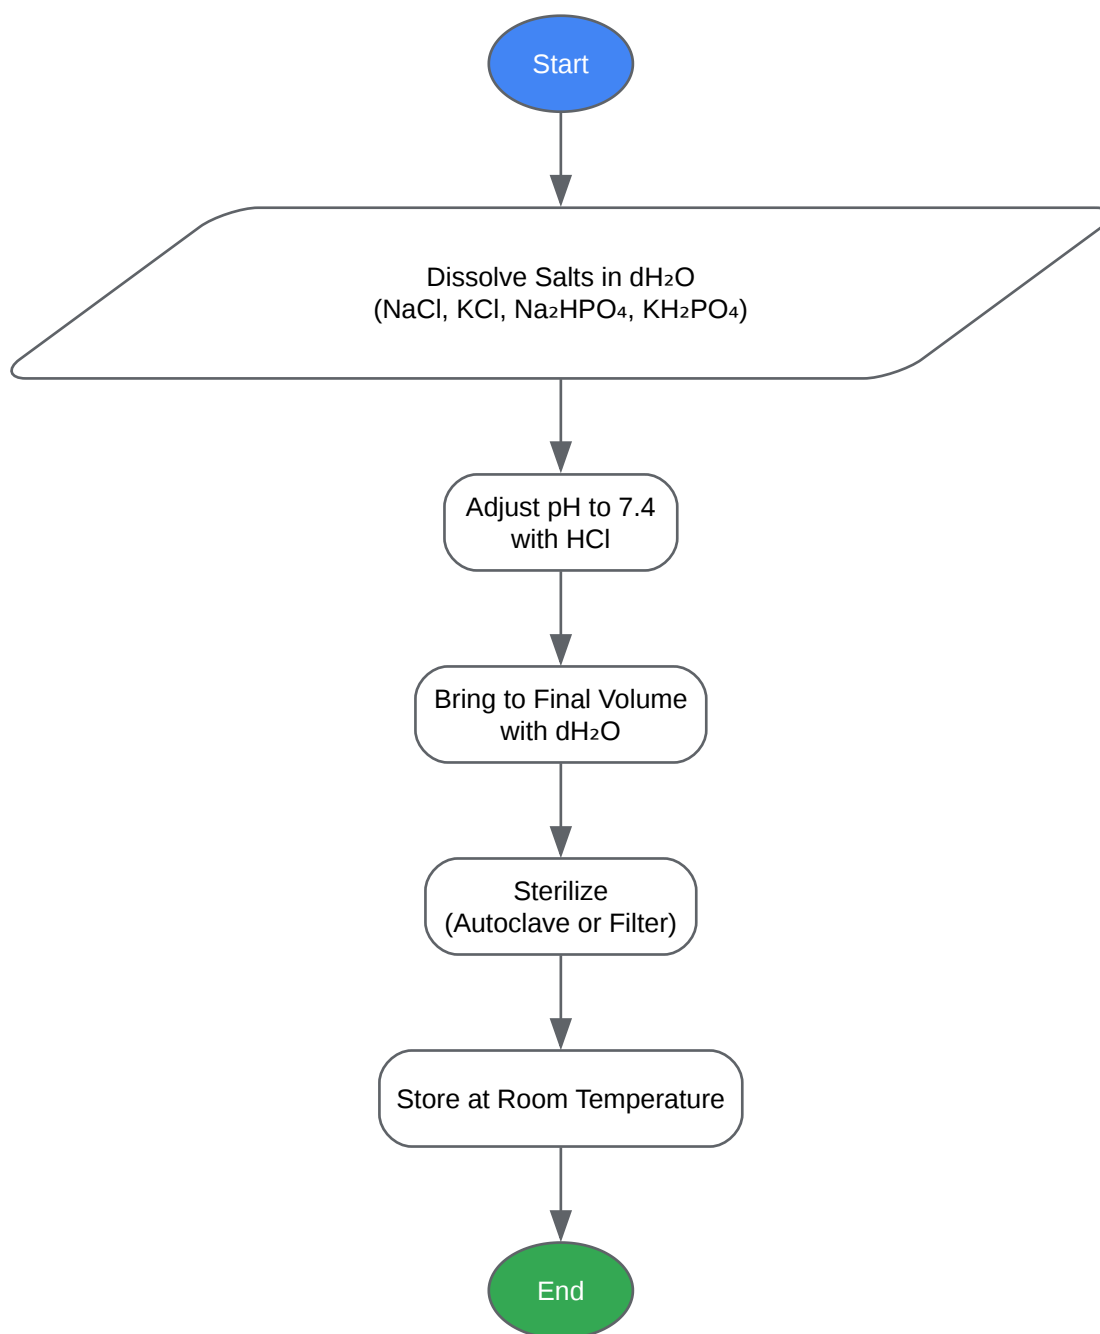 Start
Dissolve Salts in dH₂O
(NaCl, KCl, Na₂HPO₄, KH₂PO₄)
Adjust pH to 7.4
with HCl
Bring to Final Volume
with dH₂O
Sterilize
(Autoclave or Filter)
Store at Room Temperature
End